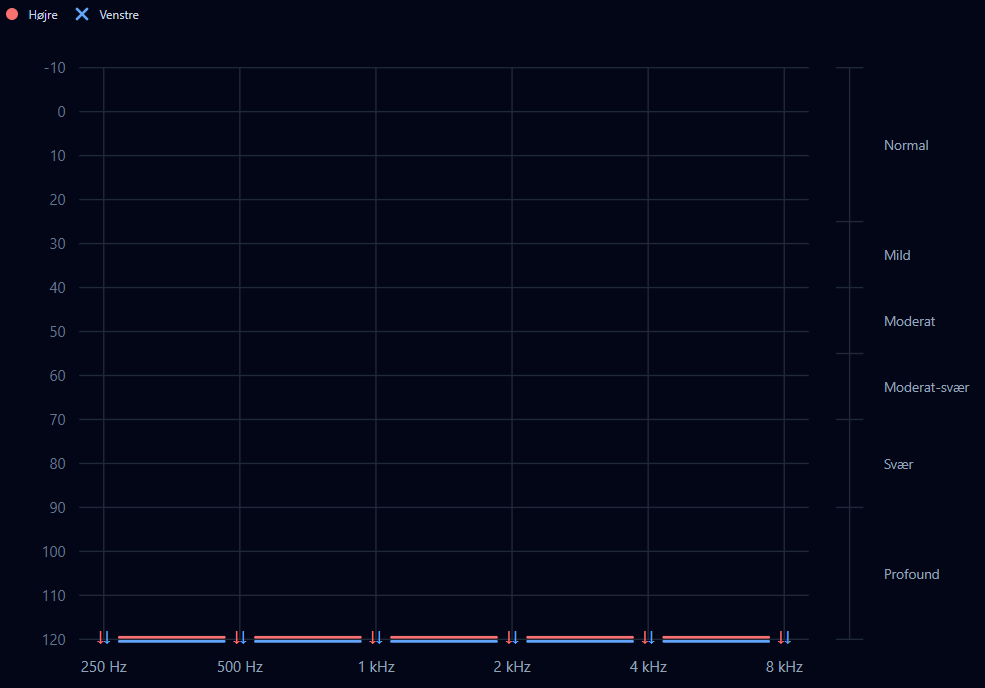 Højre Venstre
-10
0
10
20
30
40
50
60
70
80
90
100
110
120
250 Hz 500 Hz 1 kHz 2 kHz 4 kHz 8 kHz
Normal
Mild
Moderat
Moderat-svær
Svær
Profound